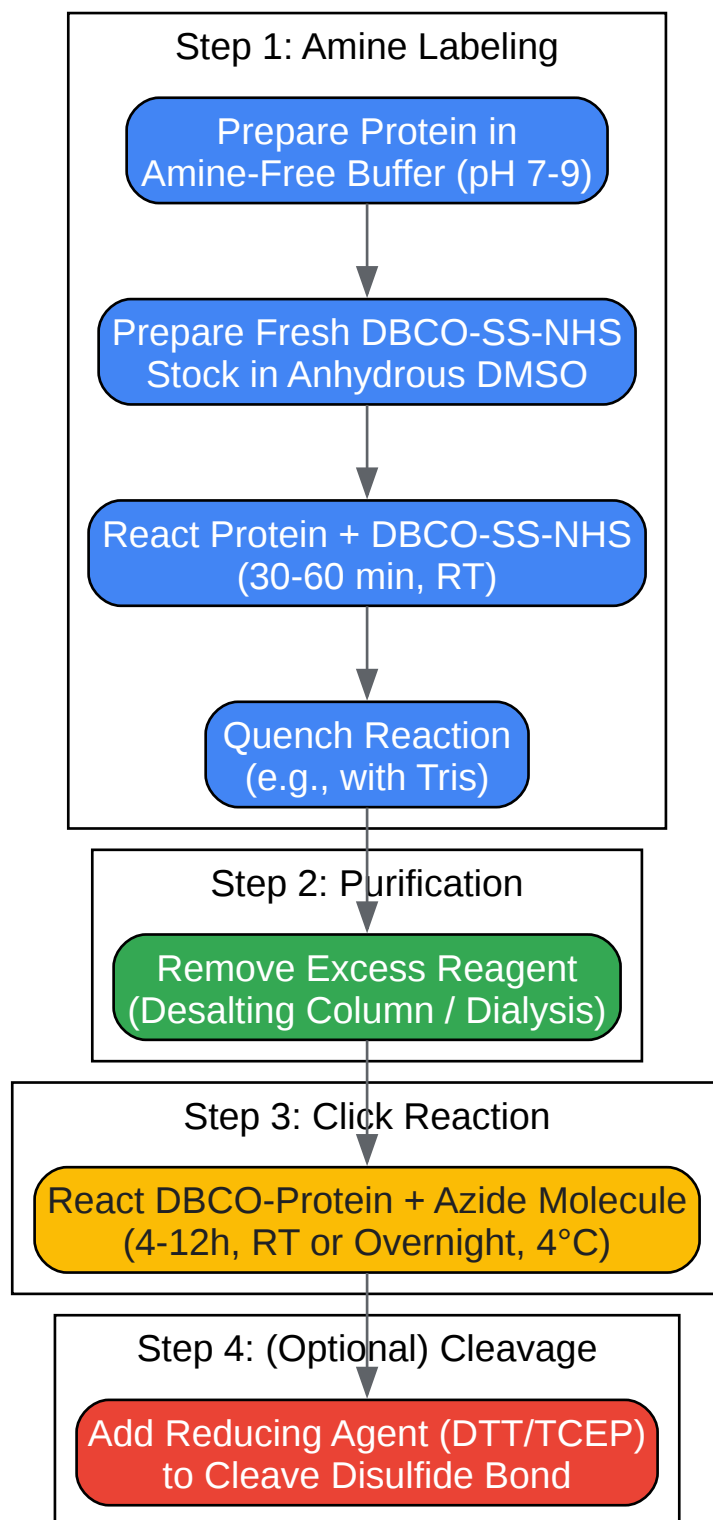 Step 1: Amine Labeling
Prepare Protein in
Amine-Free Buffer (pH 7-9)
Prepare Fresh DBCO-SS-NHS
Stock in Anhydrous DMSO
React Protein + DBCO-SS-NHS
(30-60 min, RT)
Quench Reaction
(e.g., with Tris)
Step 2: Purification
Remove Excess Reagent
(Desalting Column / Dialysis)
Step 3: Click Reaction
React DBCO-Protein + Azide Molecule
(4-12h, RT or Overnight, 4°C)
Step 4: (Optional) Cleavage
Add Reducing Agent (DTT/TCEP)
to Cleave Disulfide Bond